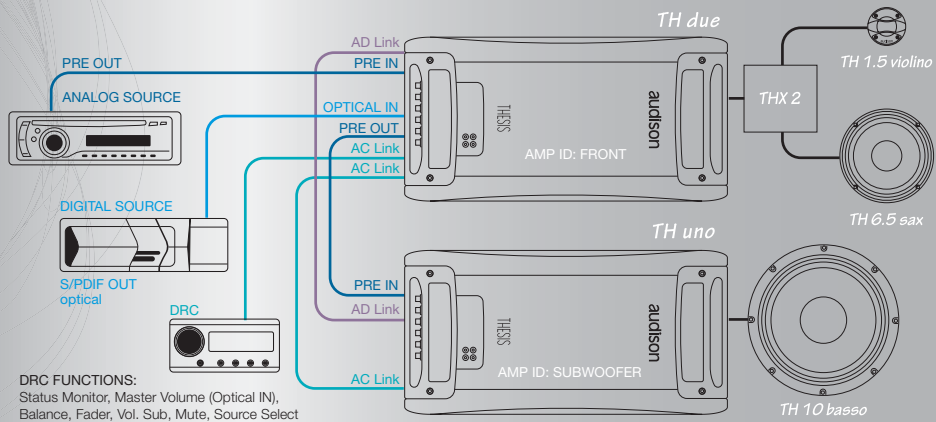 TH due
AD Link
PRE OUT
PRE IN
TH 1.5 violino
ANALOG SOURCE
THX 2
OPTICAL IN
THESIS
audison
PRE OUT
AC Link
AMP ID: FRONT
AC Link
DIGITAL SOURCE
TH 6.5 sax
TH uno
S/PDIF OUT
optical
PRE IN
DRC
AD Link
THESIS
audison
AC Link
AMP ID: SUBWOOFER
DRC FUNCTIONS:
Status Monitor, Master Volume (Optical IN),
Balance, Fader, Vol. Sub, Mute, Source Select
TH 10 basso